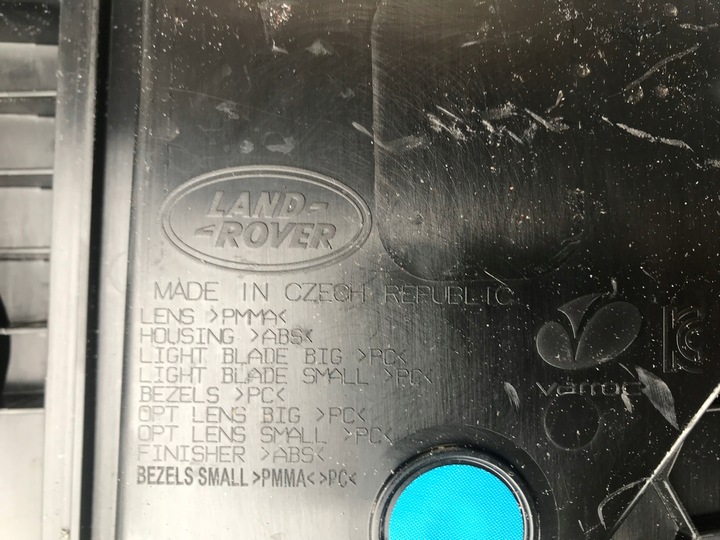 LAND-
ROVER
MADE IN CZECH REPUBLIC
LENS >PMMA<
HOUSING >ABS<
LIGHT BLADE BIG >PC<
LIGHT BLADE SMALL >PC<
BEZELS >PC<
OPT LENS BIG >PC<
OPT LENS SMALL >PC<
FINISHER >ABS<
BEZELS SMALL >PMMA< >PC<
varroc